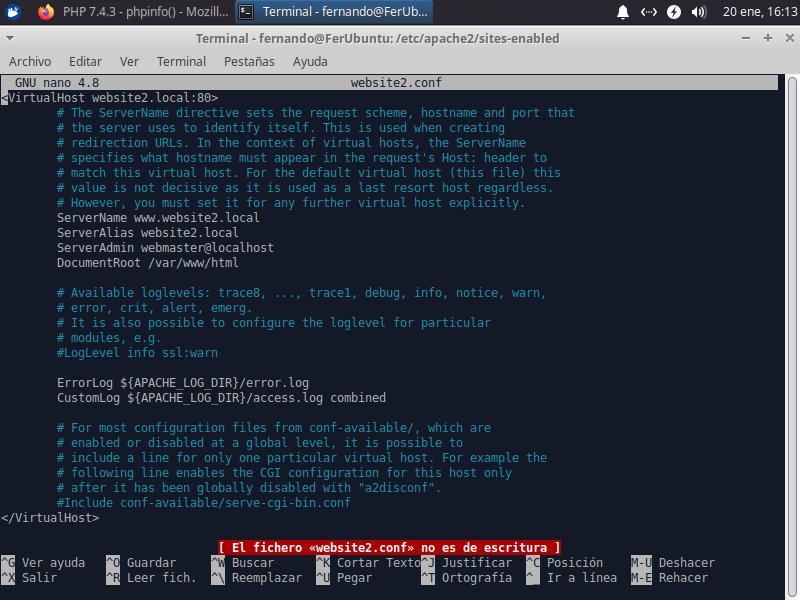 PHP 7.4.3 - phpinfo() - Mozill...
Terminal - fernando@FerUb...
20 ene, 16:13
Terminal - fernando@FerUbuntu: /etc/apache2/sites-enabled
Archivo Editar Ver Terminal Pestañas Ayuda
GNU nano 4.8 website2.conf
<VirtualHost website2.local:80>
# The ServerName directive sets the request scheme, hostname and port that
# the server uses to identify itself. This is used when creating
# redirection URLs. In the context of virtual hosts, the ServerName
# specifies what hostname must appear in the request's Host: header to
# match this virtual host. For the default virtual host (this file) this
# value is not decisive as it is used as a last resort host regardless.
# However, you must set it for any further virtual host explicitly.
ServerName www.website2.local
ServerAlias website2.local
ServerAdmin webmaster@localhost
DocumentRoot /var/www/html
# Available loglevels: trace8, ..., trace1, debug, info, notice, warn,
# error, crit, alert, emerg.
# It is also possible to configure the loglevel for particular
# modules, e.g.
#LogLevel info ssl:warn
ErrorLog ${APACHE_LOG_DIR}/error.log
CustomLog ${APACHE_LOG_DIR}/access.log combined
# For most configuration files from conf-available/, which are
# enabled or disabled at a global level, it is possible to
# include a line for only one particular virtual host. For example the
# following line enables the CGI configuration for this host only
# after it has been globally disabled with "a2disconf".
#Include conf-available/serve-cgi-bin.conf
</VirtualHost>
[ El fichero «website2.conf» no es de escritura ]
^G Ver ayuda ^O Guardar ^W Buscar ^K Cortar Texto ^J Justificar ^C Posición M-U Deshacer
^X Salir ^R Leer fich. ^\ Reemplazar ^U Pegar ^T Ortografía ^_ Ir a línea M-E Rehacer